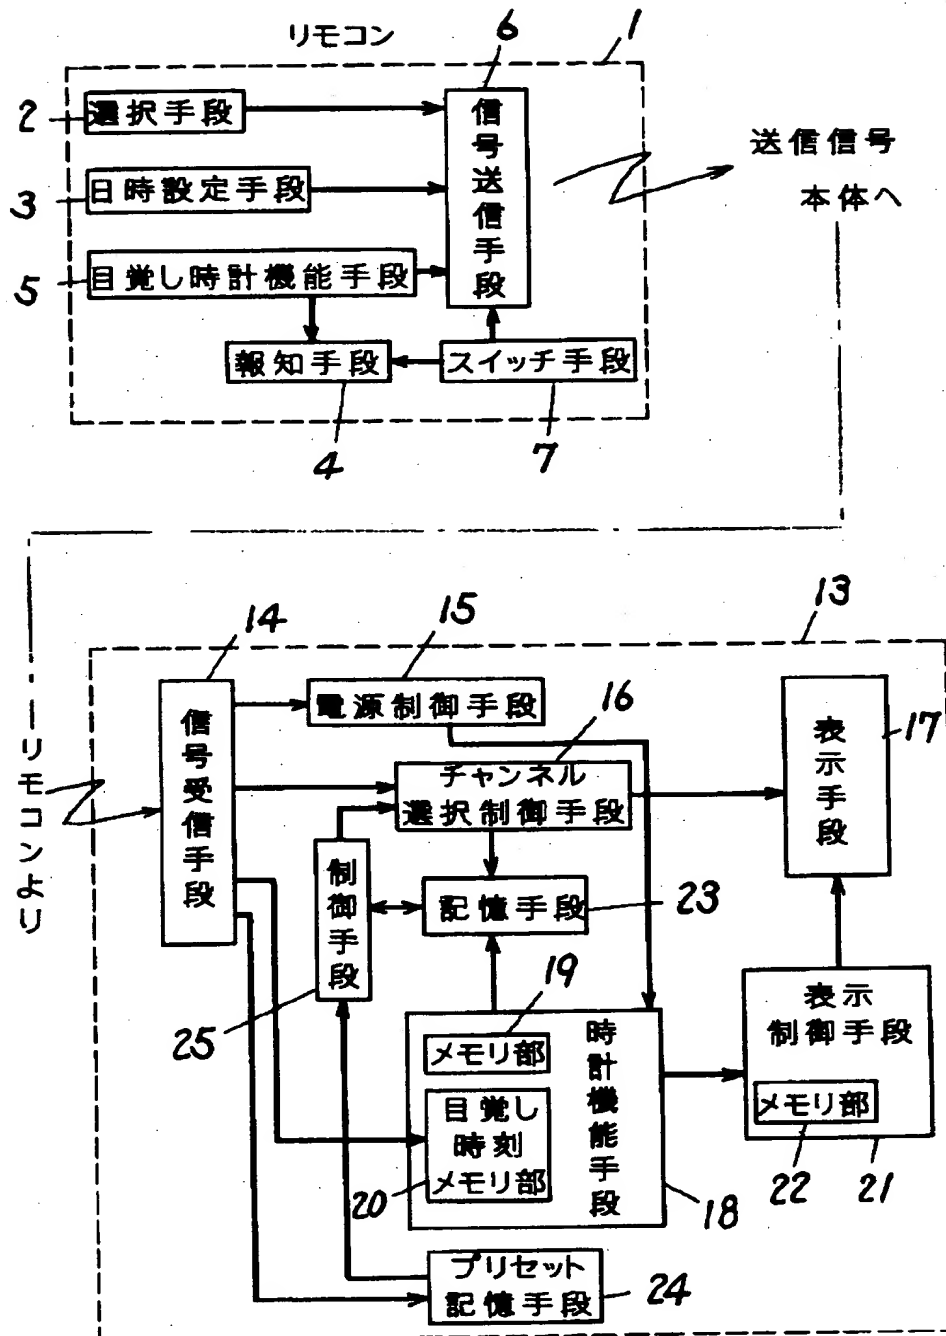 リモコン
6
1
2
選択手段
信号送信手段
送信信号
本体へ
3
日時設定手段
5
目覚し時計機能手段
報知手段
スイッチ手段
4
7
13
14
15
信号受信手段
電源制御手段
16
表示手段
17
チャンネル
選択制御手段
リモコンより
制御手段
記憶手段
23
25
19
メモリ部
時計機能手段
表示
制御手段
メモリ部
目覚し
時刻
メモリ部
20
18
22
21
プリセット
記憶手段
24